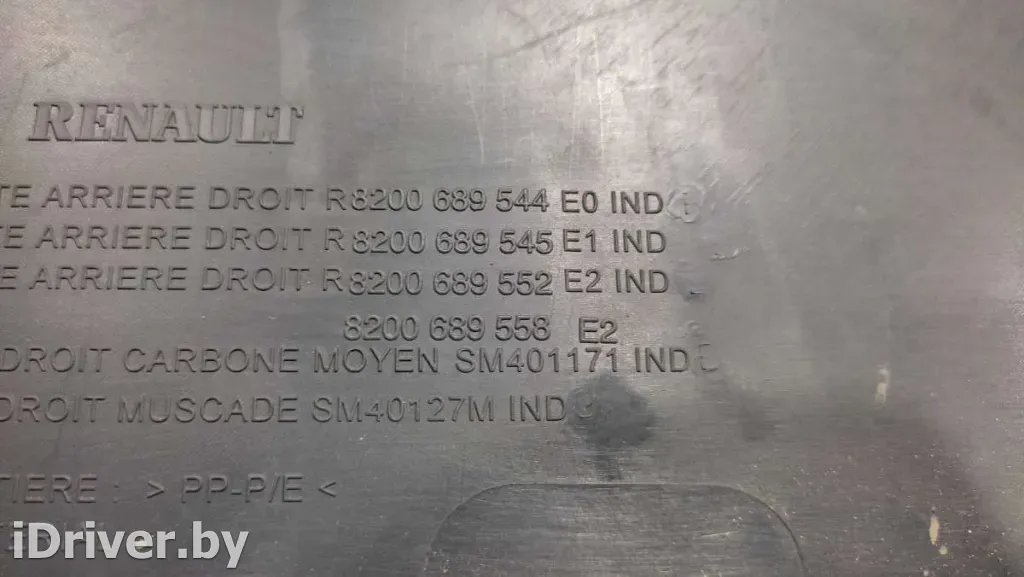 RENAULT
TE ARRIERE DROIT R8200 689 544 E0 IND
TE ARRIERE DROIT R8200 689 545 E1 IND
E ARRIERE DROIT R8200 689 552 E2 IND
8200 689 558 E2
DROIT CARBONE MOYEN SM401171 IND
DROIT MUSCADE SM40127M IND
TIERE : > PP-P/E <
iDriver.by